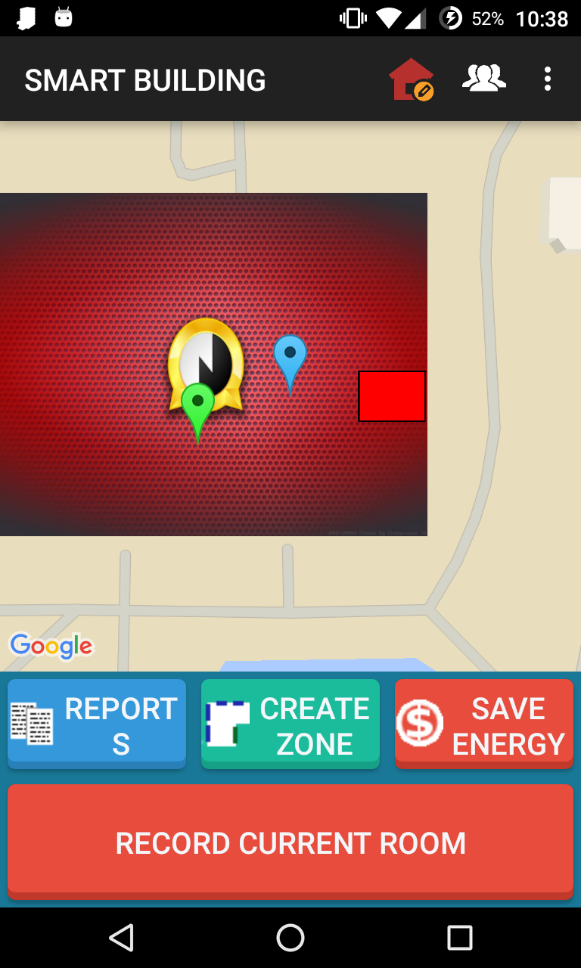 52% 10:38
SMART BUILDING
N
Google
REPORT
S
CREATE
ZONE
$ SAVE
ENERGY
RECORD CURRENT ROOM